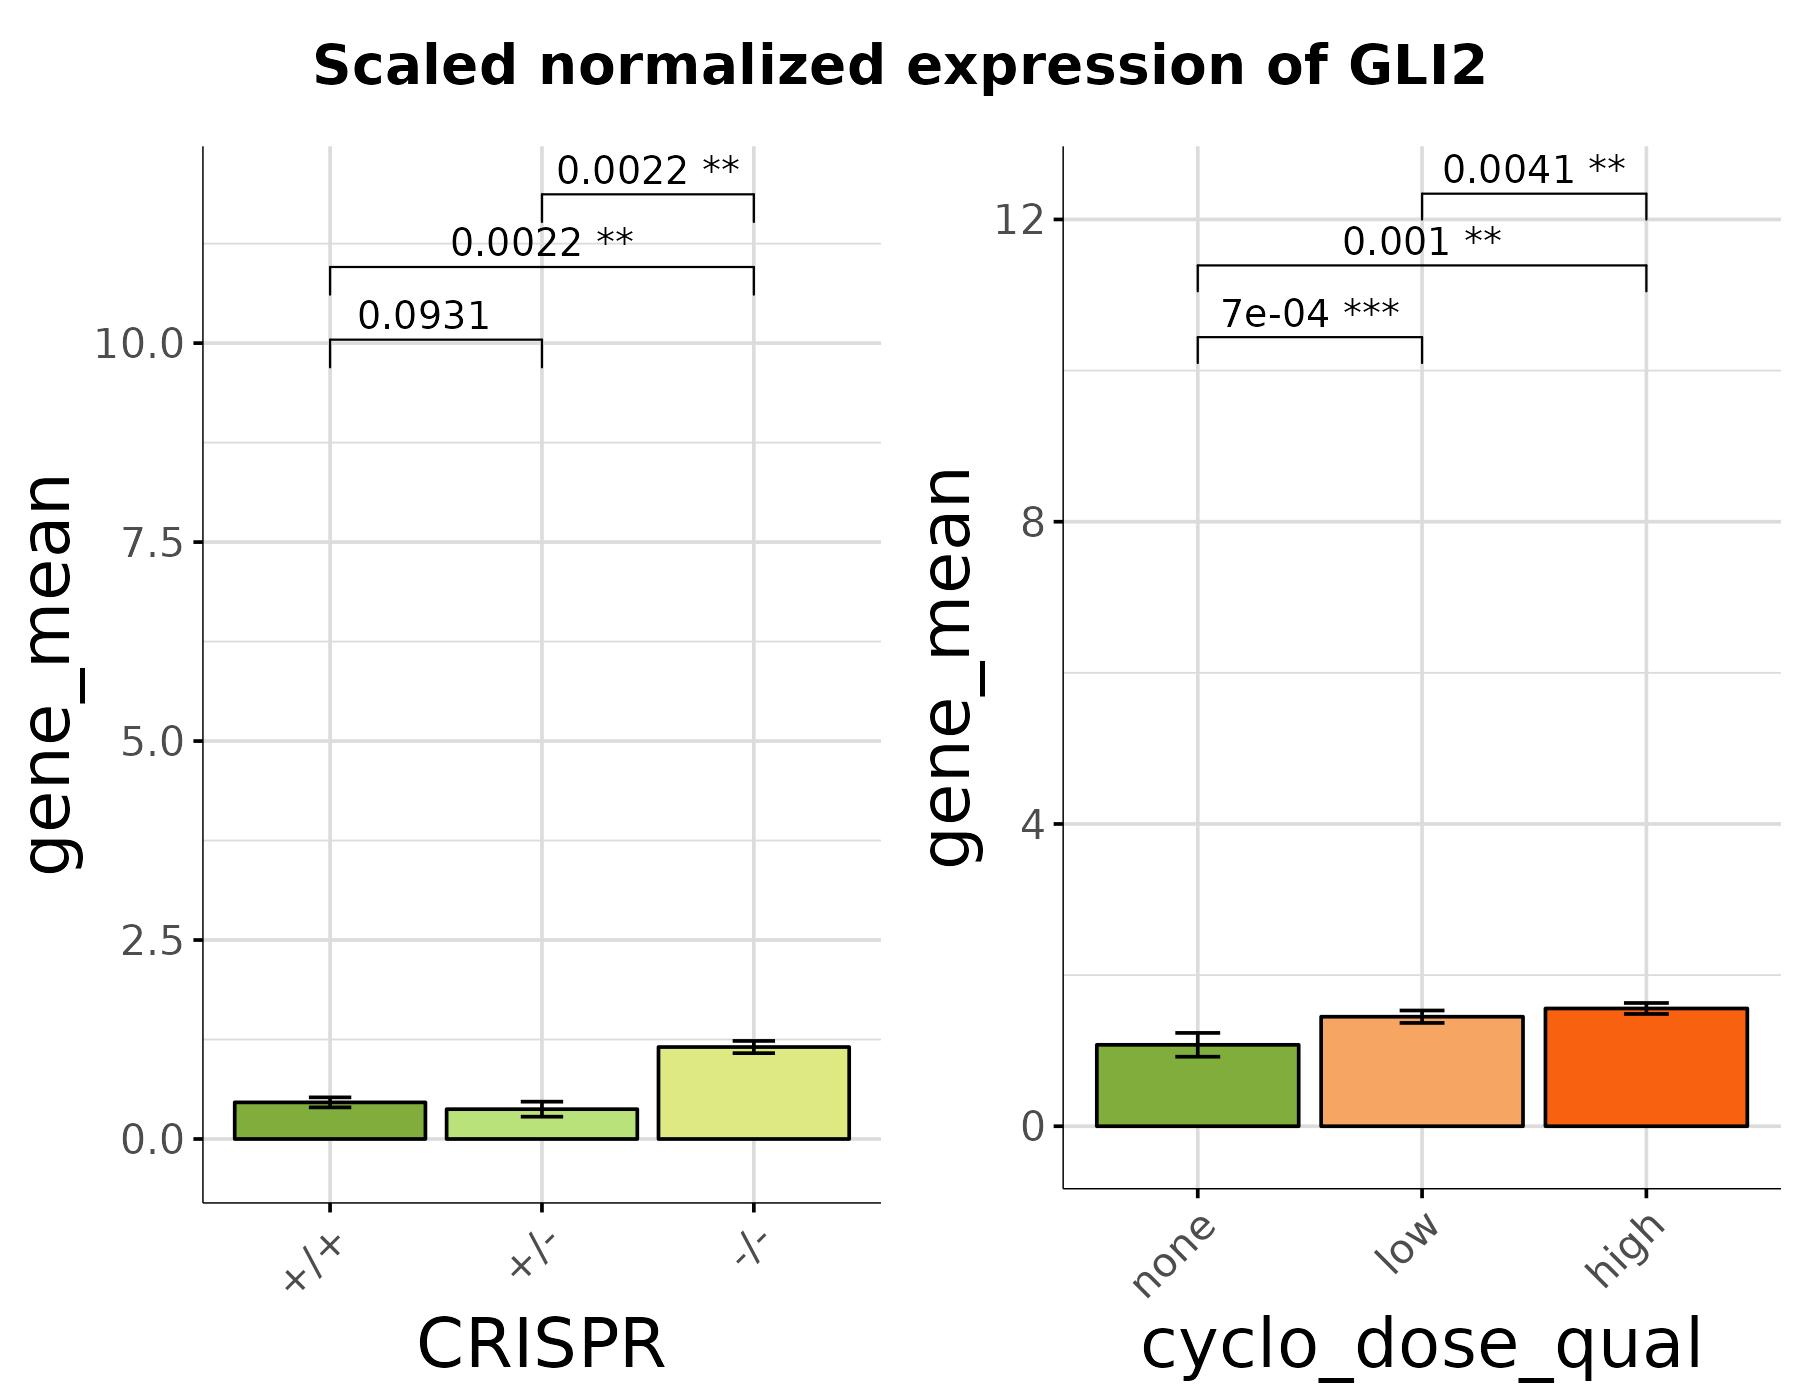 Scaled normalized expression of GLI2
gene_mean
10.0
7.5
5.0
2.5
0.0
0.0022 **
0.0022 **
0.0931
+/+
+/-
-/-
CRISPR
gene_mean
12
8
4
0
0.0041 **
0.001 **
7e-04 ***
none
low
high
cyclo_dose_qual